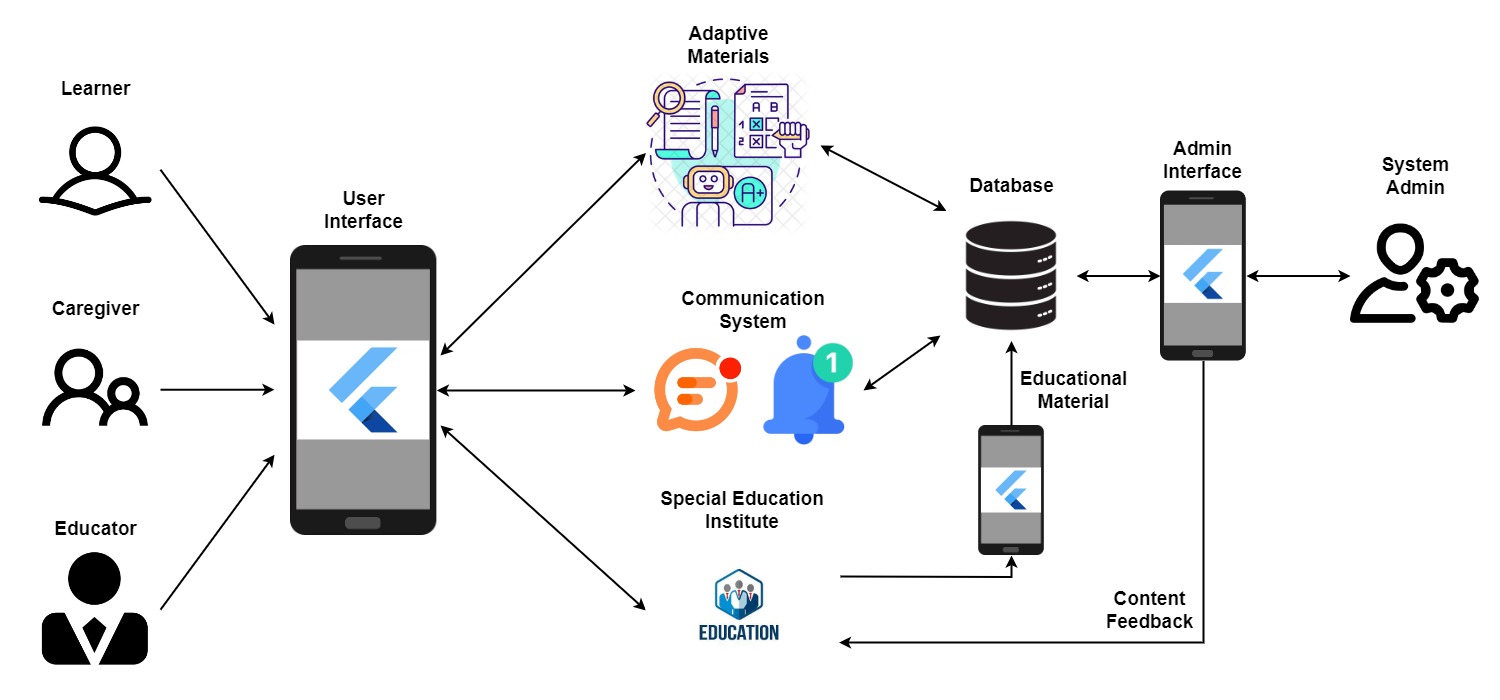 Learner
Caregiver
Educator
User
Interface
Adaptive
Materials
A B
1
2
A+
Communication
System
1
Special Education
Institute
EDUCATION
Database
Educational
Material
Admin
Interface
System
Admin
Content
Feedback